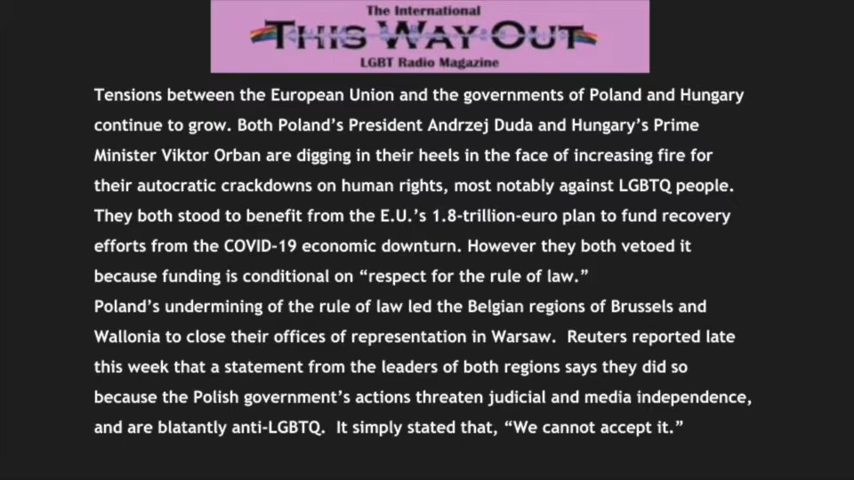 The International
THIS WAY OUT
LGBT Radio Magazine
Tensions between the European Union and the governments of Poland and Hungary
continue to grow. Both Poland’s President Andrzej Duda and Hungary’s Prime
Minister Viktor Orban are digging in their heels in the face of increasing fire for
their autocratic crackdowns on human rights, most notably against LGBTQ people.
They both stood to benefit from the E.U.’s 1.8-trillion-euro plan to fund recovery
efforts from the COVID-19 economic downturn. However they both vetoed it
because funding is conditional on “respect for the rule of law.”
Poland’s undermining of the rule of law led the Belgian regions of Brussels and
Wallonia to close their offices of representation in Warsaw.  Reuters reported late
this week that a statement from the leaders of both regions says they did so
because the Polish government’s actions threaten judicial and media independence,
and are blatantly anti-LGBTQ.  It simply stated that, “We cannot accept it.”